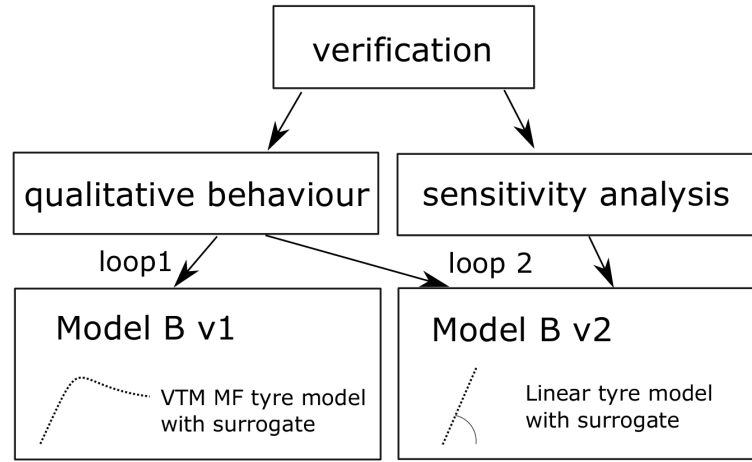 verification
qualitative behaviour
sensitivity analysis
loop1
loop 2
Model B v1
VTM MF tyre model
with surrogate
Model B v2
Linear tyre model
with surrogate